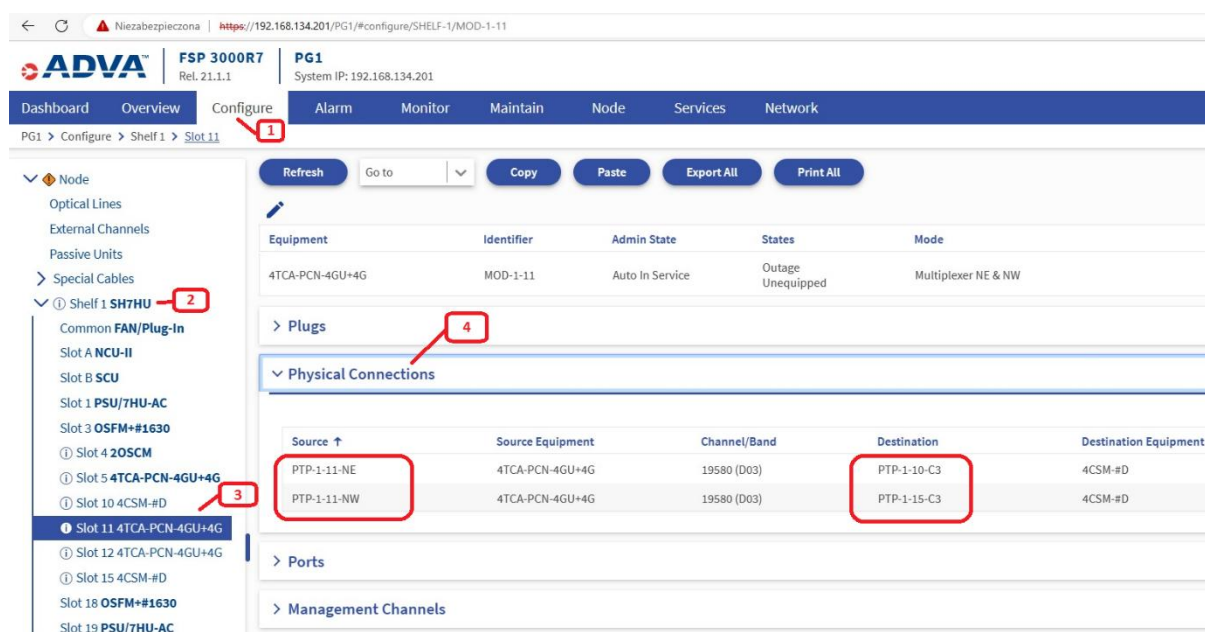 Niezabezpieczona | https://192.168.134.201/PG1/#configure/SHELF-1/MOD-1-11
ADVA™ FSP 3000R7 PG1
Rel. 21.1.1 System IP: 192.168.134.201
Dashboard Overview Configure Alarm Monitor Maintain Node Services Network
PG1 > Configure > Shelf 1 > Slot 11
1
Node
Optical Lines
External Channels
Passive Units
Special Cables
Shelf 1 SH7HU
2
Common FAN/Plug-In
Slot A NCU-II
Slot B SCU
Slot 1 PSU/7HU-AC
Slot 3 OSFM+#1630
Slot 4 2OSCM
Slot 5 4TCA-PCN-4GU+4G
3
Slot 10 4CSM-#D
Slot 11 4TCA-PCN-4GU+4G
Slot 12 4TCA-PCN-4GU+4G
Slot 15 4CSM-#D
Slot 18 OSFM+#1630
Slot 19 PSU/7HU-AC
Refresh Go to Copy Paste Export All Print All
Equipment Identifier Admin State States Mode
4TCA-PCN-4GU+4G MOD-1-11 Auto In Service Outage Multiplexer NE & NW
Unequipped
Plugs
4
Physical Connections
Source ↑ Source Equipment Channel/Band Destination Destination Equipment
PTP-1-11-NE 4TCA-PCN-4GU+4G 19580 (D03) PTP-1-10-C3 4CSM-#D
PTP-1-11-NW 4TCA-PCN-4GU+4G 19580 (D03) PTP-1-15-C3 4CSM-#D
Ports
Management Channels